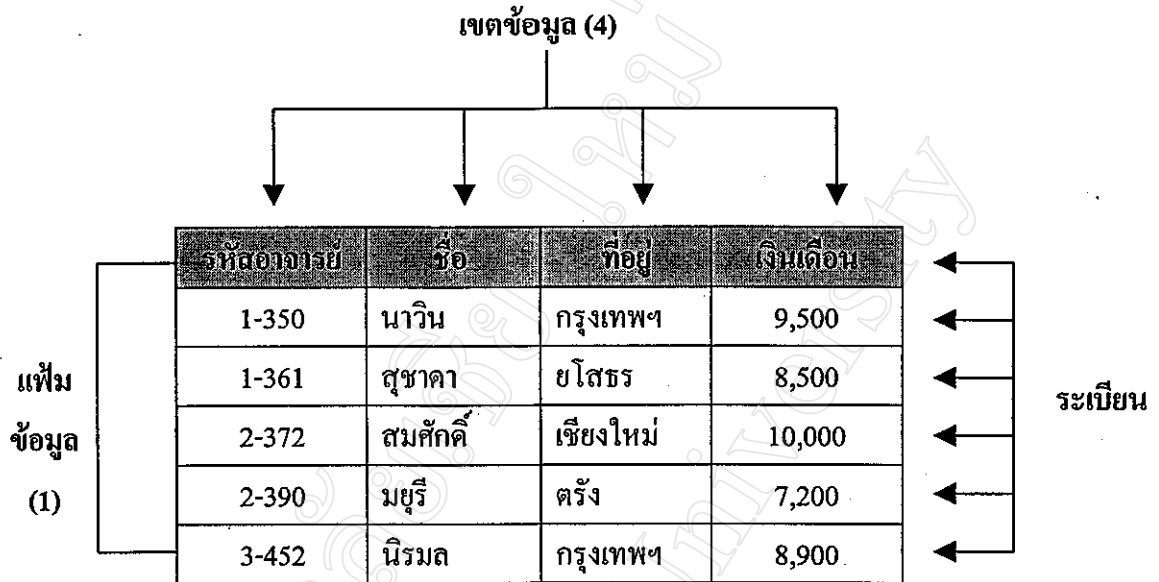 เขตข้อมูล (4)
รหัสอาจารย์ ชื่อ ที่อยู่ เงินเดือน
1-350 นาวิน กรุงเทพฯ 9,500
1-361 สุชาดา ยโสธร 8,500
2-372 สมศักดิ์ เชียงใหม่ 10,000
2-390 มยุรี ตรัง 7,200
3-452 นิรมล กรุงเทพฯ 8,900
แฟ้ม
ข้อมูล
(1)
ระเบียน
University